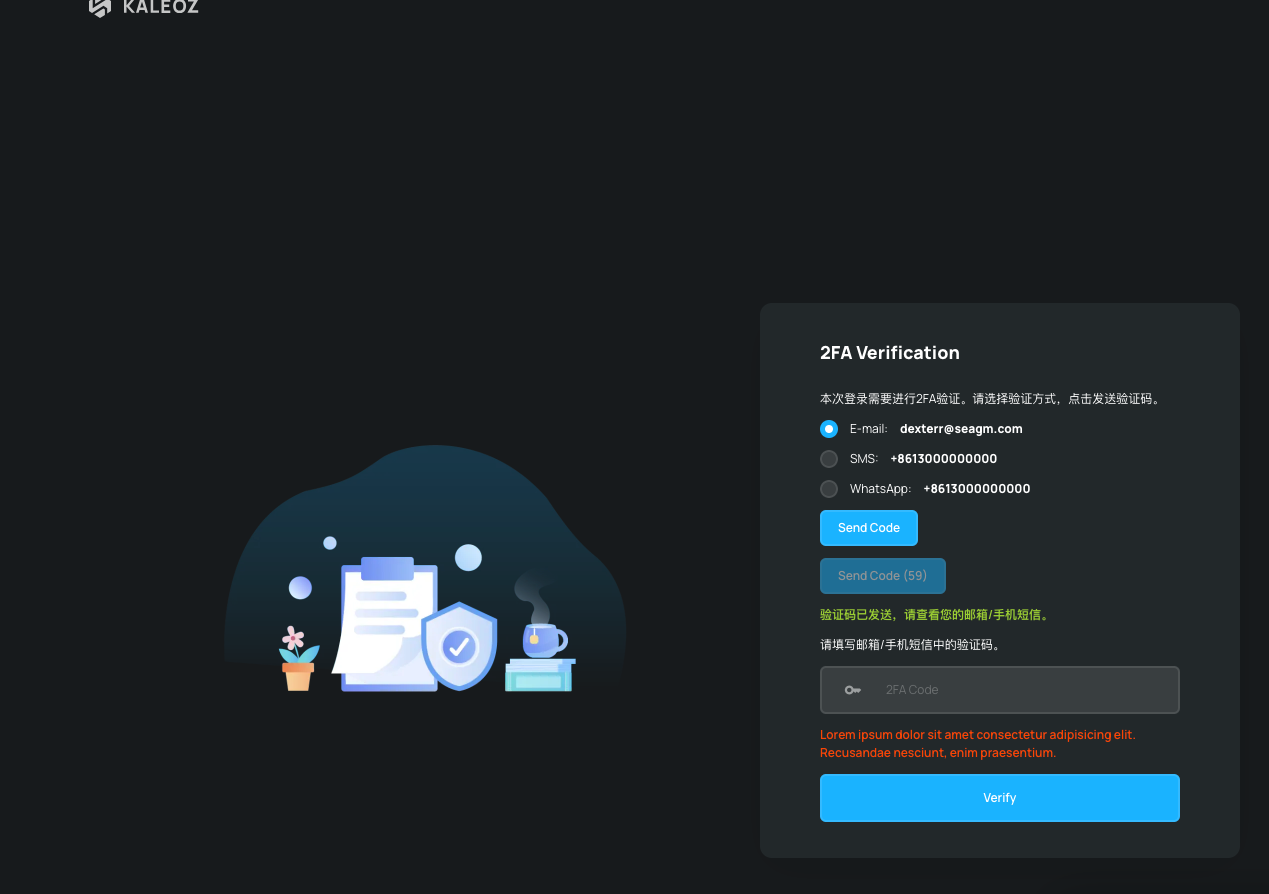 KALEOZ
2FA Verification
本次登录需要进行2FA验证。请选择验证方式，点击发送验证码。
E-mail: dexterr@seagm.com
SMS: +8613000000000
WhatsApp: +8613000000000
Send Code
Send Code (59)
验证码已发送，请查看您的邮箱/手机短信。
请填写邮箱/手机短信中的验证码。
2FA Code
Lorem ipsum dolor sit amet consectetur adipisicing elit.
Recusandae nesciunt, enim praesentium.
Verify